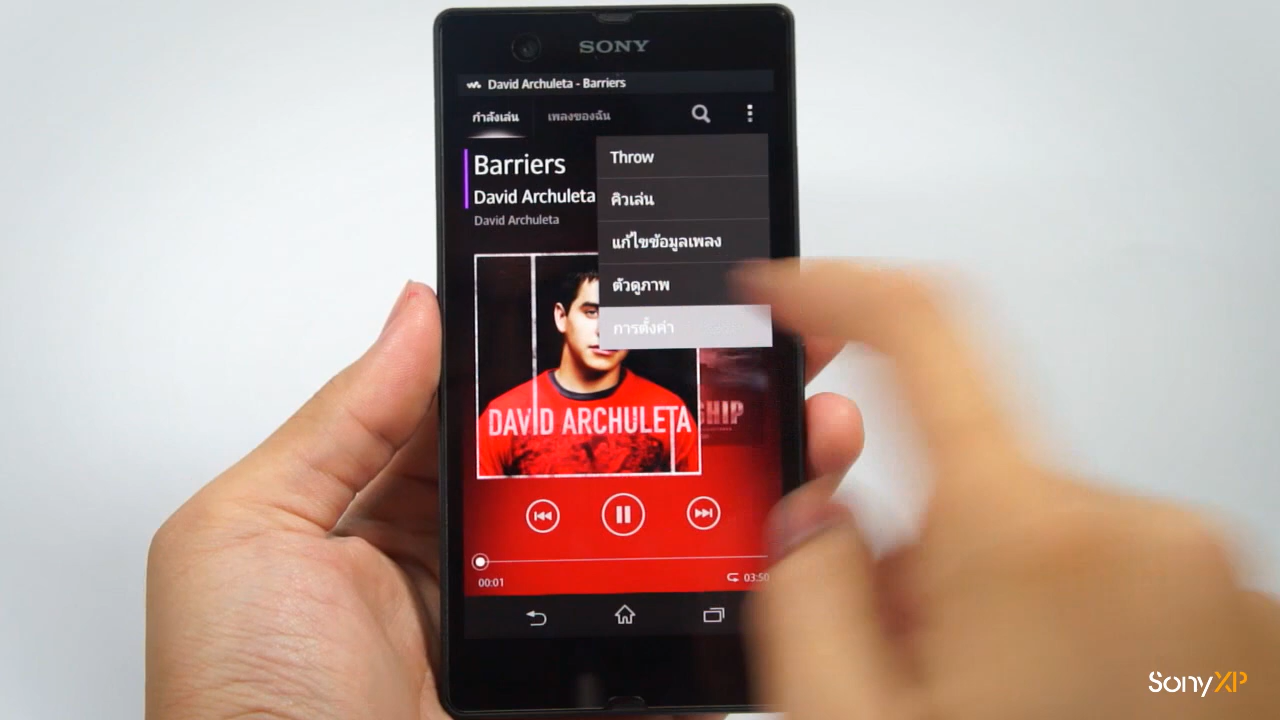 SONY
David Archuleta - Barriers
กำลังเล่น
เพลงของฉัน
Barriers
David Archuleta
David Archuleta
Throw
คิวเล่น
แก้ไขข้อมูลเพลง
ตัวดูภาพ
การตั้งค่า
DAVID ARCHULETA
00:01
03:50
SonyXP